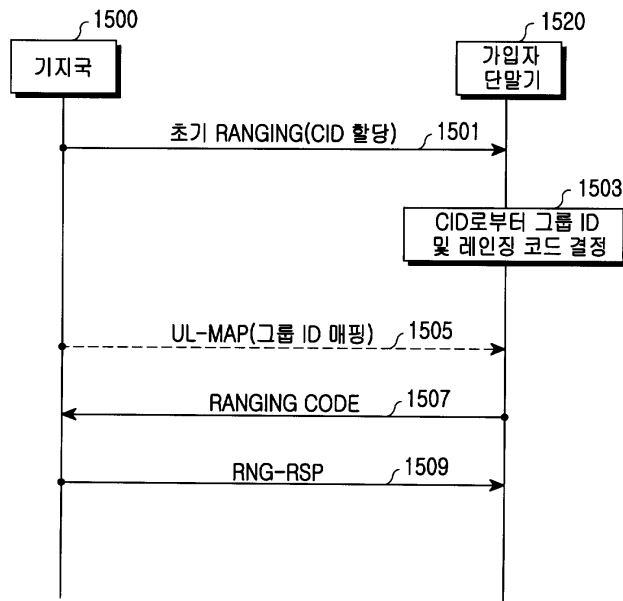 1500
1520
기지국
가입자
단말기
초기 RANGING(CID 할당)
1501
1503
CID로부터 그룹 ID
및 레인징 코드 결정
UL-MAP(그룹 ID 매핑)
1505
RANGING CODE
1507
RNG-RSP
1509